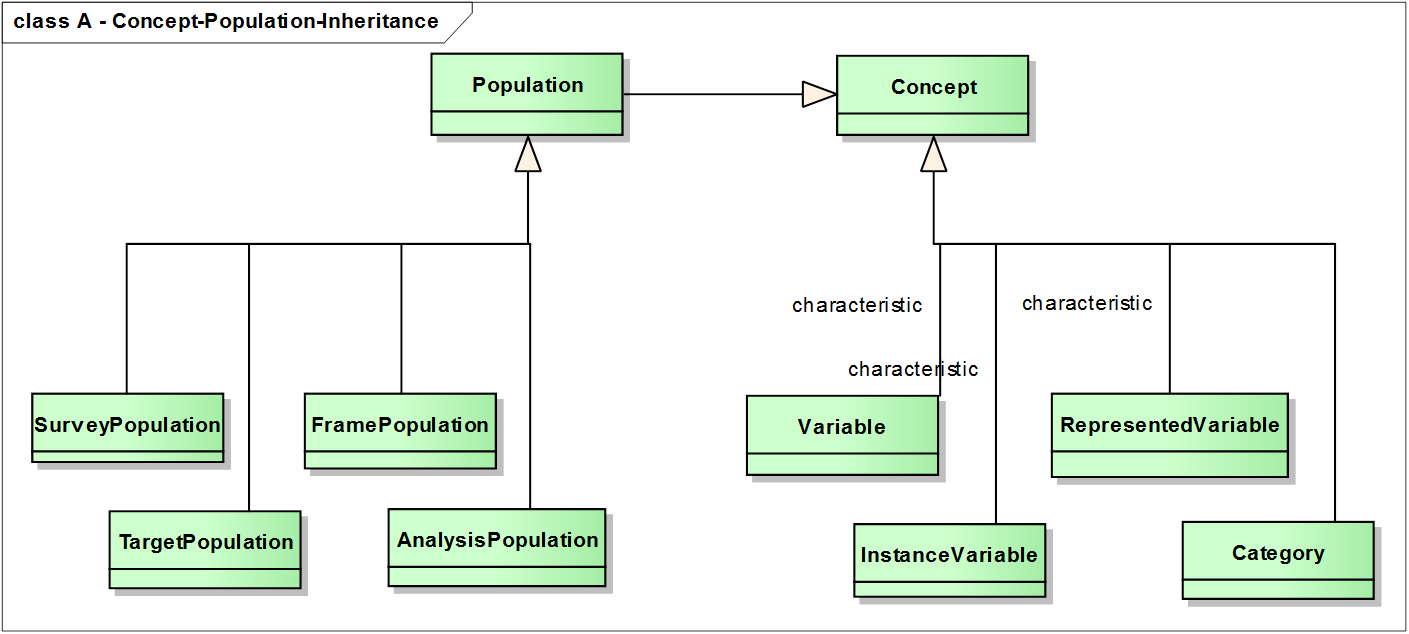 class A - Concept-Population-Inheritance
Population
Concept
characteristic
characteristic
characteristic
SurveyPopulation
FramePopulation
Variable
RepresentedVariable
TargetPopulation
AnalysisPopulation
InstanceVariable
Category